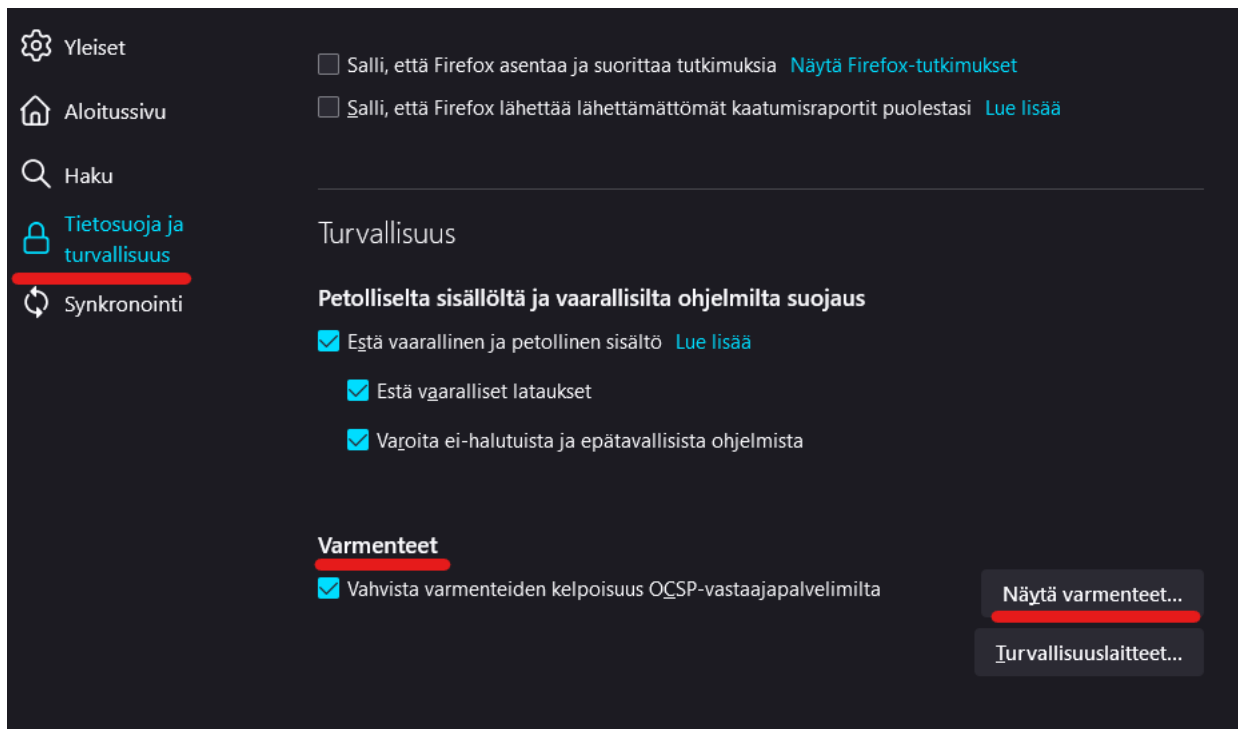 Yleiset
Aloitussivu
Haku
Tietosuoja ja
turvallisuus
Synkronointi
Salli, että Firefox asentaa ja suorittaa tutkimuksia Näytä Firefox-tutkimukset
Salli, että Firefox lähettää lähettämättömät kaatumisraportit puolestasi Lue lisää
Turvallisuus
Petolliselta sisällöltä ja vaarallisilta ohjelmilta suojaus
Estä vaarallinen ja petollinen sisältö Lue lisää
Estä vaaralliset lataukset
Varoita ei-halutuista ja epätavallisista ohjelmista
Varmenteet
Vahvista varmenteiden kelpoisuus OCSP-vastaajapalvelimilta
Näytä varmenteet...
Turvallisuuslaitteet...